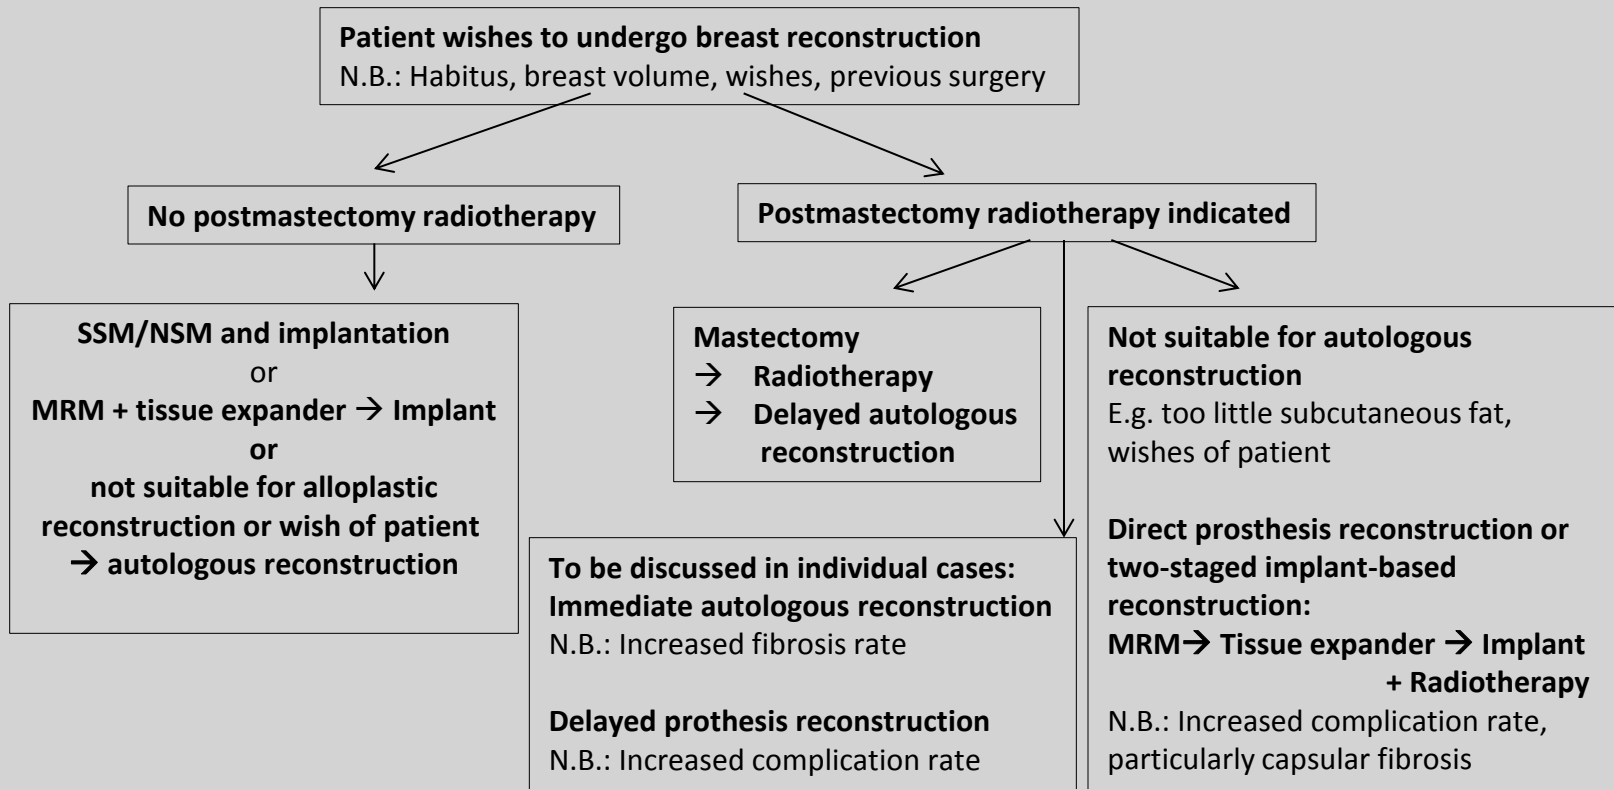 Patient wishes to undergo breast reconstruction
N.B.: Habitus, breast volume, wishes, previous surgery
No postmastectomy radiotherapy
Postmastectomy radiotherapy indicated
SSM/NSM and implantation
or
MRM + tissue expander → Implant
or
not suitable for alloplastic
reconstruction or wish of patient
→ autologous reconstruction
Mastectomy
→ Radiotherapy
→ Delayed autologous
reconstruction
To be discussed in individual cases:
Immediate autologous reconstruction
N.B.: Increased fibrosis rate
Delayed prothesis reconstruction
N.B.: Increased complication rate
Not suitable for autologous
reconstruction
E.g. too little subcutaneous fat,
wishes of patient
Direct prosthesis reconstruction or
two-staged implant-based
reconstruction:
MRM→ Tissue expander → Implant
+ Radiotherapy
N.B.: Increased complication rate,
particularly capsular fibrosis